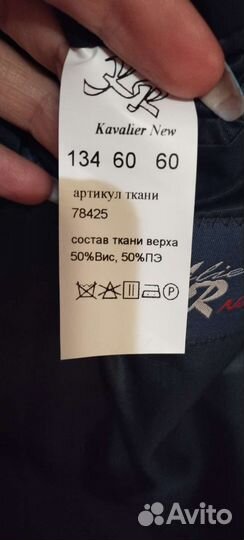 Kavalier New
134 60 60
артикул ткани
78425
состав ткани верха
50%Вис, 50%ПЭ
P
R
Avito